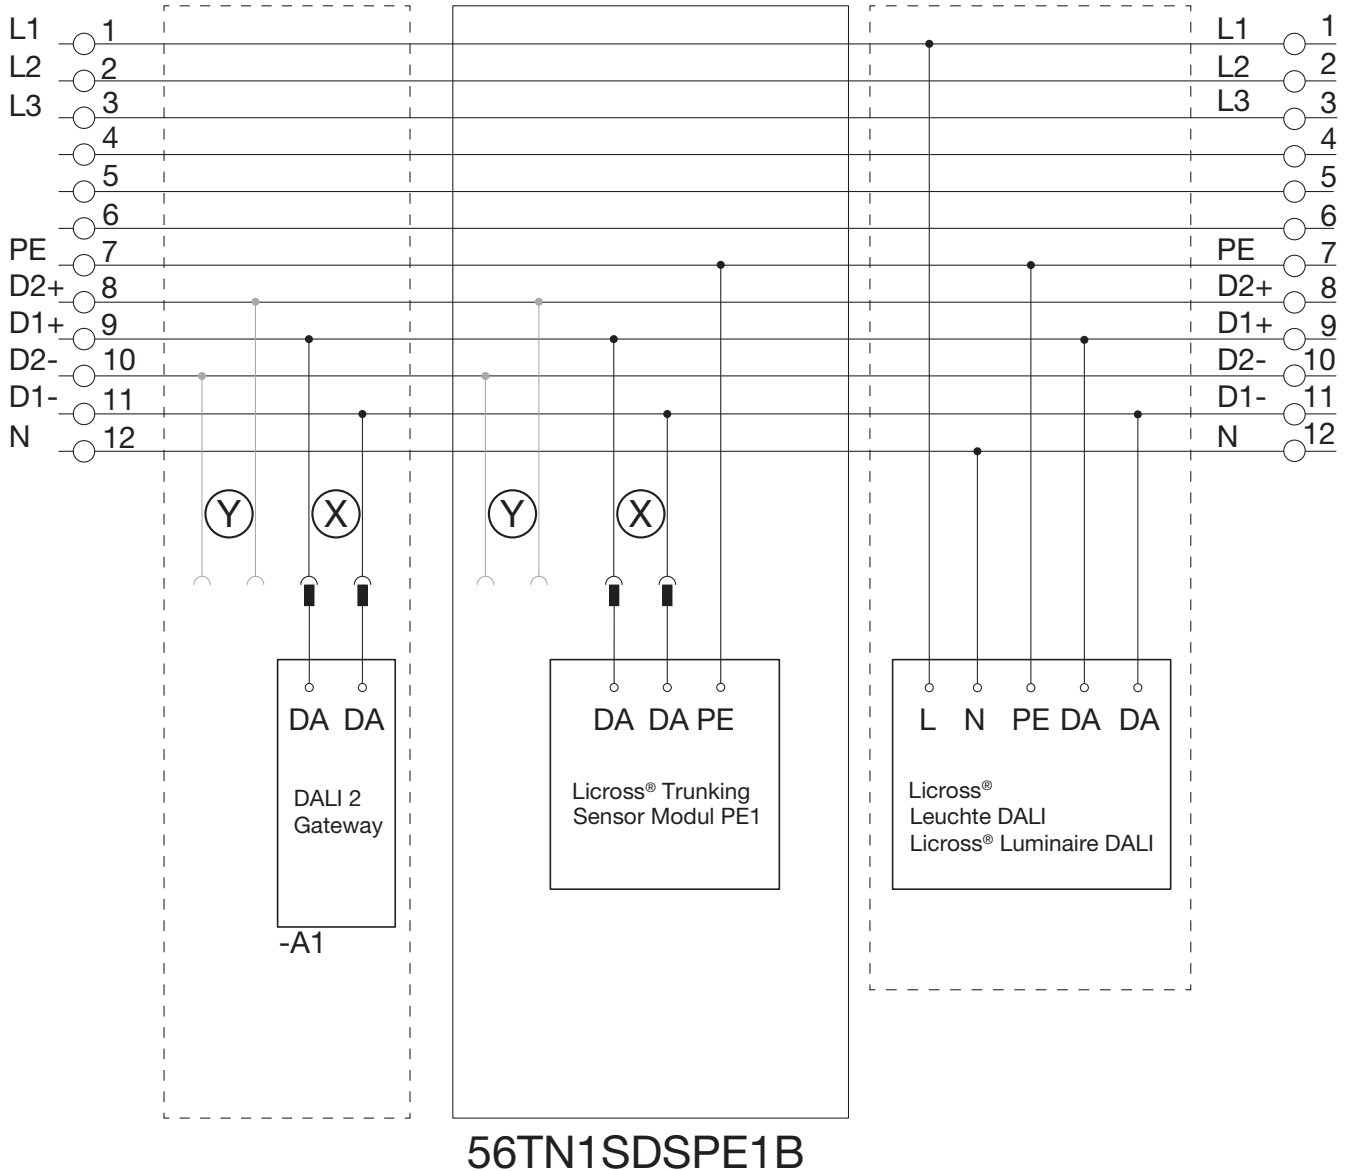 L1 1 L1 1
L2 2 L2 2
L3 3 L3 3
4 4
5 5
6 6
PE 7 PE 7
D2+ 8 D2+ 8
D1+ 9 D1+ 9
D2- 10 D2- 10
D1- 11 D1- 11
N 12 N 12
Y X Y X
DA DA DA DA PE L N PE DA DA
DALI 2
Gateway
-A1
Licross® Trunking
Sensor Modul PE1
Licross®
Leuchte DALI
Licross® Luminaire DALI
56TN1SDSPE1B